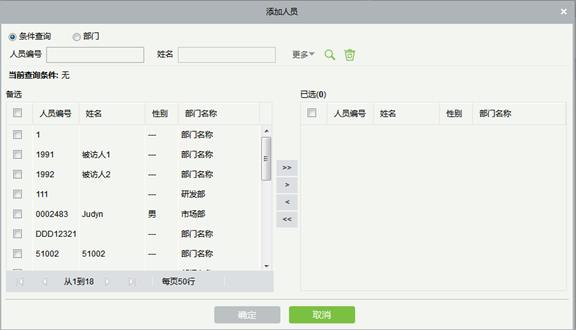 添加人员
条件查询 部门
人员编号 姓名 更多
当前查询条件: 无
备选 已选(0)
人员编号 姓名 性别 部门名称 人员编号 姓名 性别 部门名称
1 --- 部门名称
1991 被访人1 --- 部门名称
1992 被访人2 --- 部门名称
>>
111 --- 研发部
>
0002483 Judyn 男 市场部
<
DDD12321 --- 部门名称
<<
51002 51002 --- 部门名称
从1到18 每页50行
确定 取消